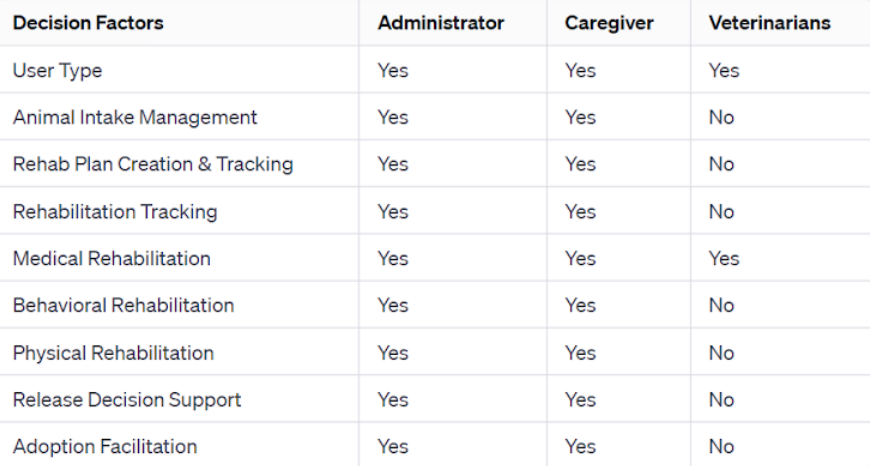 Decision Factors Administrator Caregiver Veterinarians
User Type Yes Yes Yes
Animal Intake Management Yes Yes No
Rehab Plan Creation & Tracking Yes Yes No
Rehabilitation Tracking Yes Yes No
Medical Rehabilitation Yes Yes Yes
Behavioral Rehabilitation Yes Yes No
Physical Rehabilitation Yes Yes No
Release Decision Support Yes Yes No
Adoption Facilitation Yes Yes No